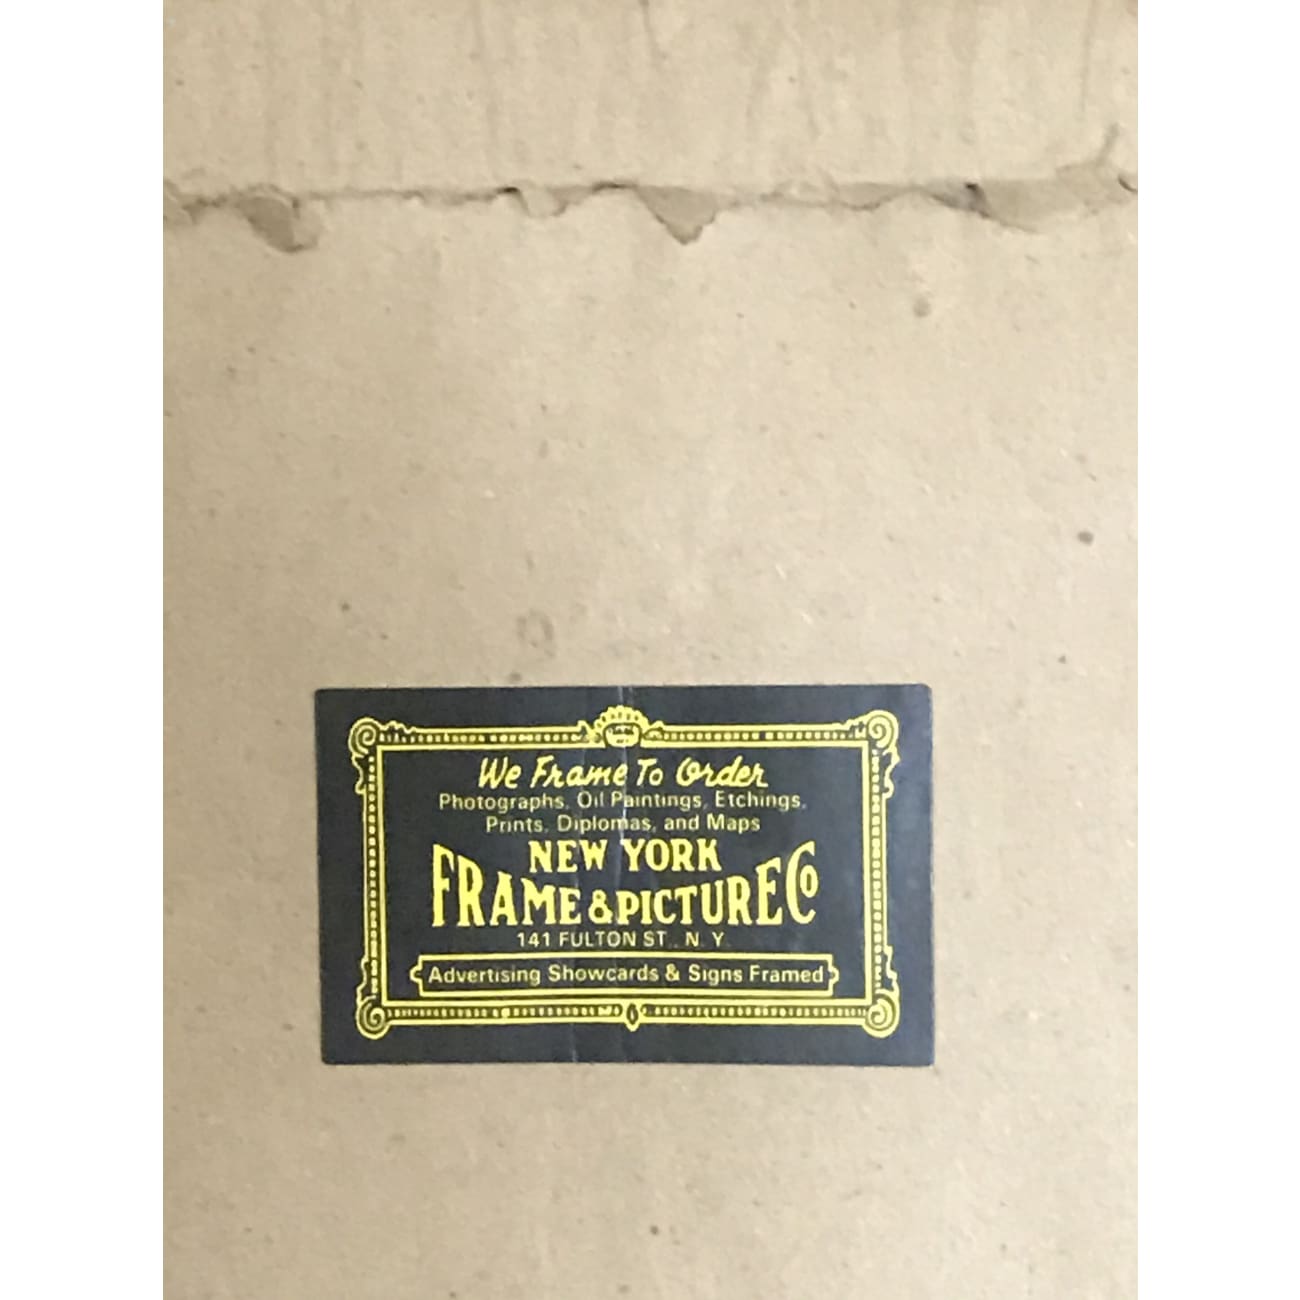 We Frame To Order
Photographs, Oil Paintings, Etchings,
Prints, Diplomas, and Maps
NEW YORK
FRAME & PICTURE Co
141 FULTON ST., N. Y.
Advertising Showcards & Signs Framed